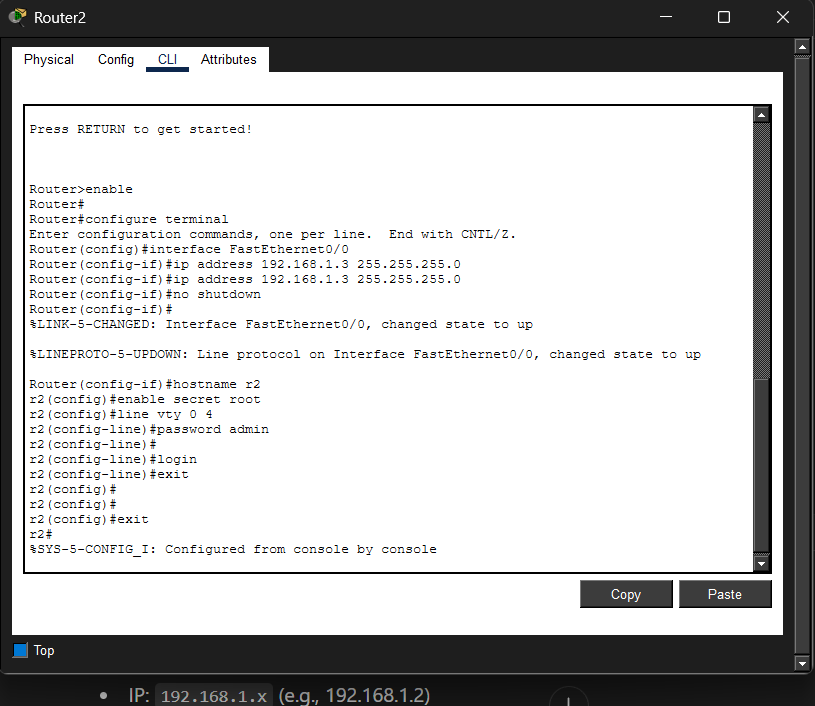 Router2
Physical Config CLI Attributes
Press RETURN to get started!
Router>enable
Router#
Router#configure terminal
Enter configuration commands, one per line.  End with CNTL/Z.
Router(config)#interface FastEthernet0/0
Router(config-if)#ip address 192.168.1.3 255.255.255.0
Router(config-if)#ip address 192.168.1.3 255.255.255.0
Router(config-if)#no shutdown
Router(config-if)#
%LINK-5-CHANGED: Interface FastEthernet0/0, changed state to up
%LINEPROTO-5-UPDOWN: Line protocol on Interface FastEthernet0/0, changed state to up
Router(config-if)#hostname r2
r2(config)#enable secret root
r2(config)#line vty 0 4
r2(config-line)#password admin
r2(config-line)#
r2(config-line)#login
r2(config-line)#exit
r2(config)#
r2(config)#
r2(config)#exit
r2#
%SYS-5-CONFIG_I: Configured from console by console
Copy Paste
Top
• IP: 192.168.1.x (e.g., 192.168.1.2)